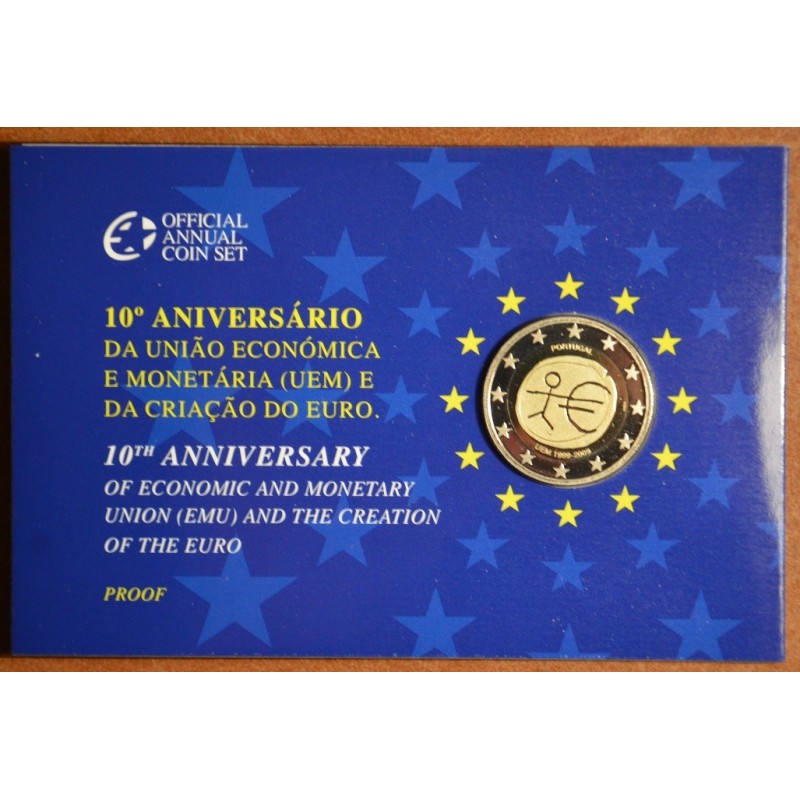 OFFICIAL
ANNUAL
COIN SET
10º ANIVERSÁRIO
DA UNIÃO ECONÓMICA
E MONETÁRIA (UEM) E
DA CRIAÇÃO DO EURO.
10TH ANNIVERSARY
OF ECONOMIC AND MONETARY
UNION (EMU) AND THE CREATION
OF THE EURO
PROOF
PORTUGAL
UEM 1999-2009